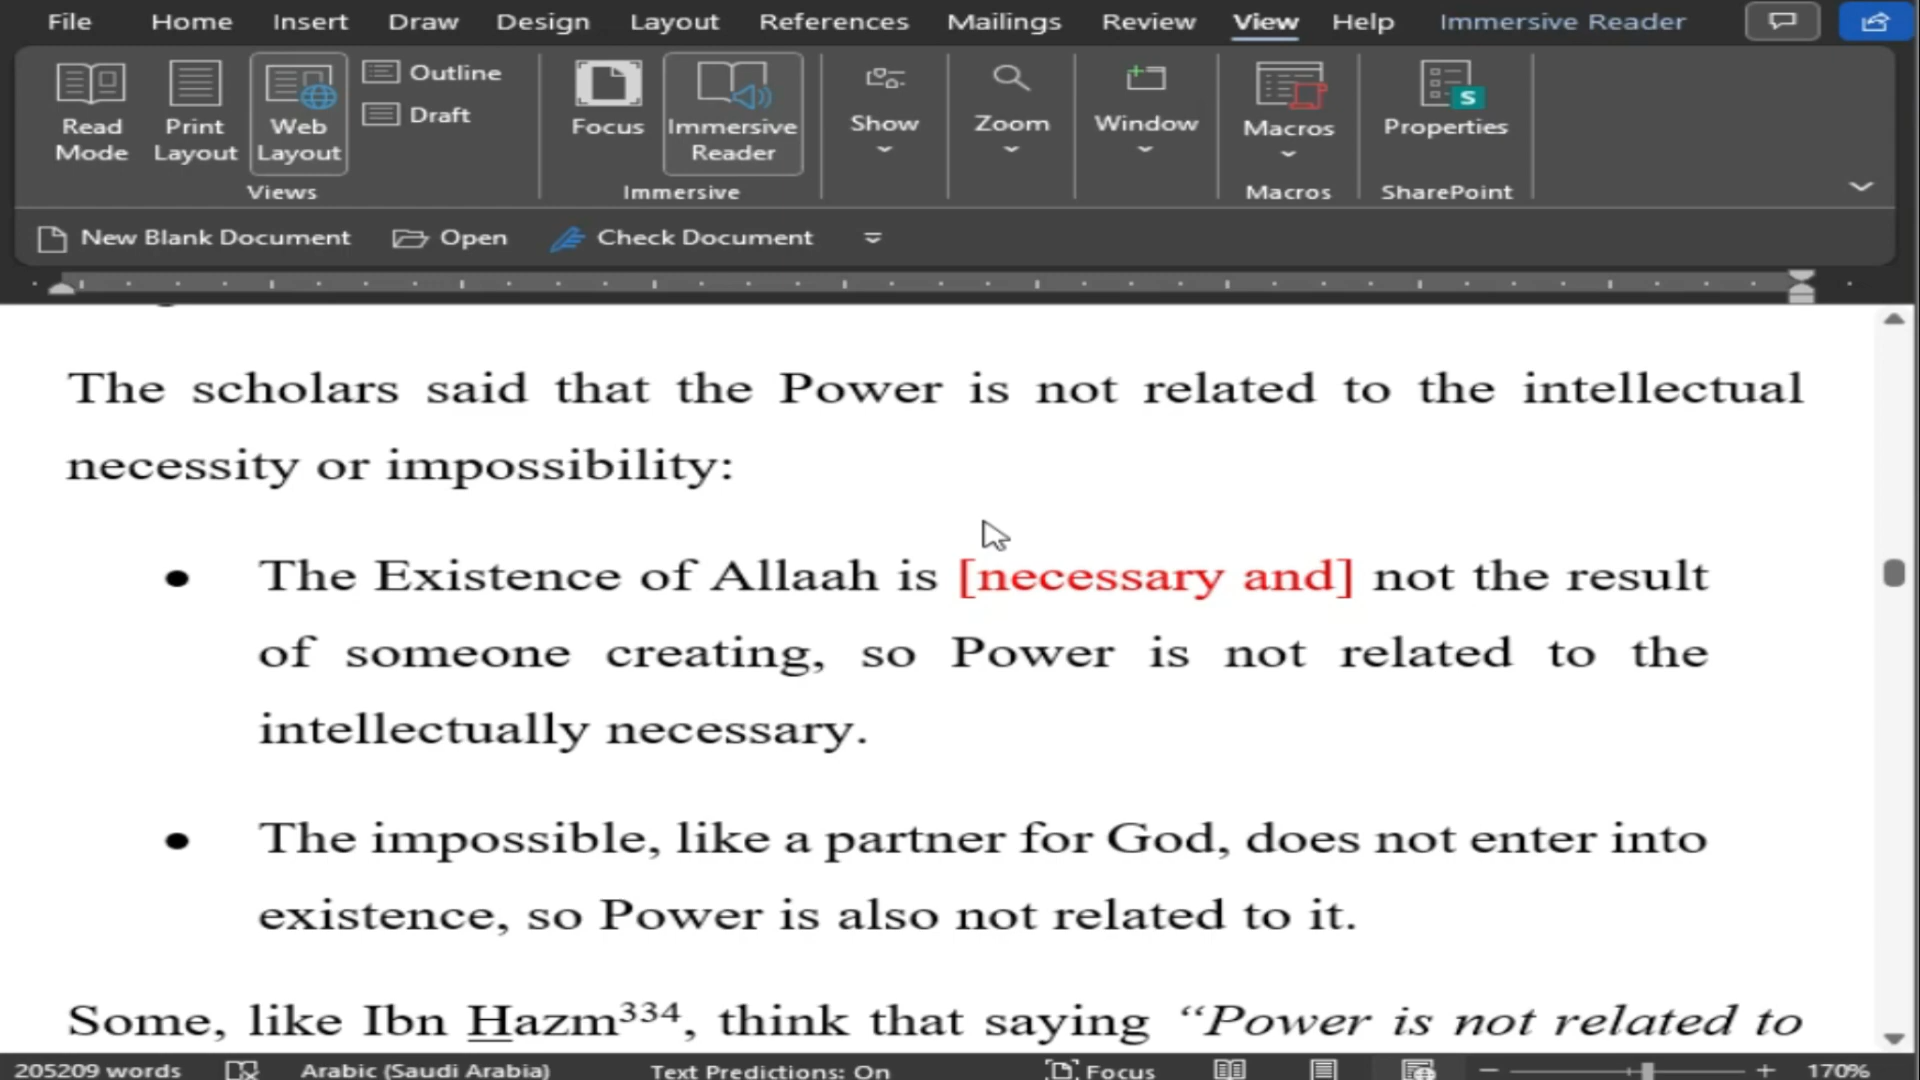 File Home Insert Draw Design Layout References Mailings Review View Help Immersive Reader
Read Mode Print Layout Web Layout Outline Draft Focus Immersive Reader Show Zoom Window Macros Properties
Views Immersive Macros SharePoint
New Blank Document Open Check Document
The scholars said that the Power is not related to the intellectual
necessity or impossibility:
• The Existence of Allaah is [necessary and] not the result
of someone creating, so Power is not related to the
intellectually necessary.
• The impossible, like a partner for God, does not enter into
existence, so Power is also not related to it.
Some, like Ibn Hazm334, think that saying “Power is not related to
205209 words Arabic (Saudi Arabia) Text Predictions: On Focus 170%